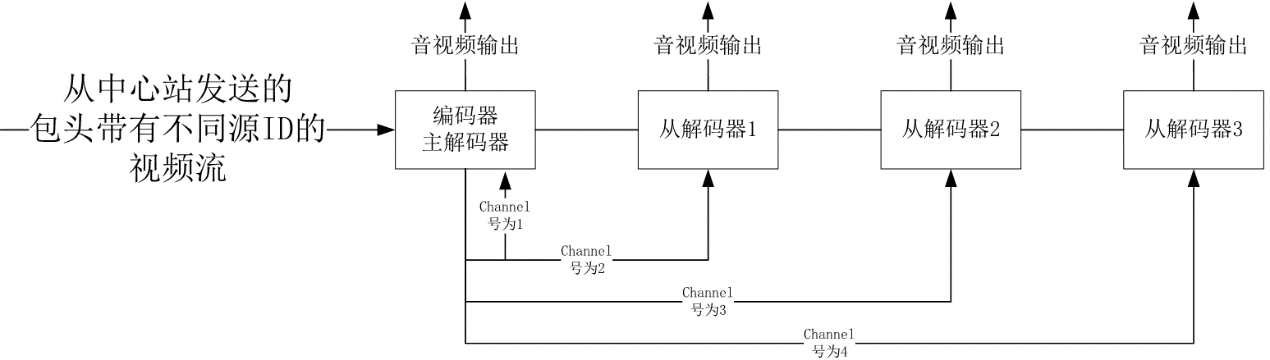 音视频输出
音视频输出
音视频输出
音视频输出
从中心站发送的
包头带有不同源ID的
视频流
编码器
主解码器
从解码器1
从解码器2
从解码器3
Channel
号为1
Channel
号为2
Channel
号为3
Channel
号为4